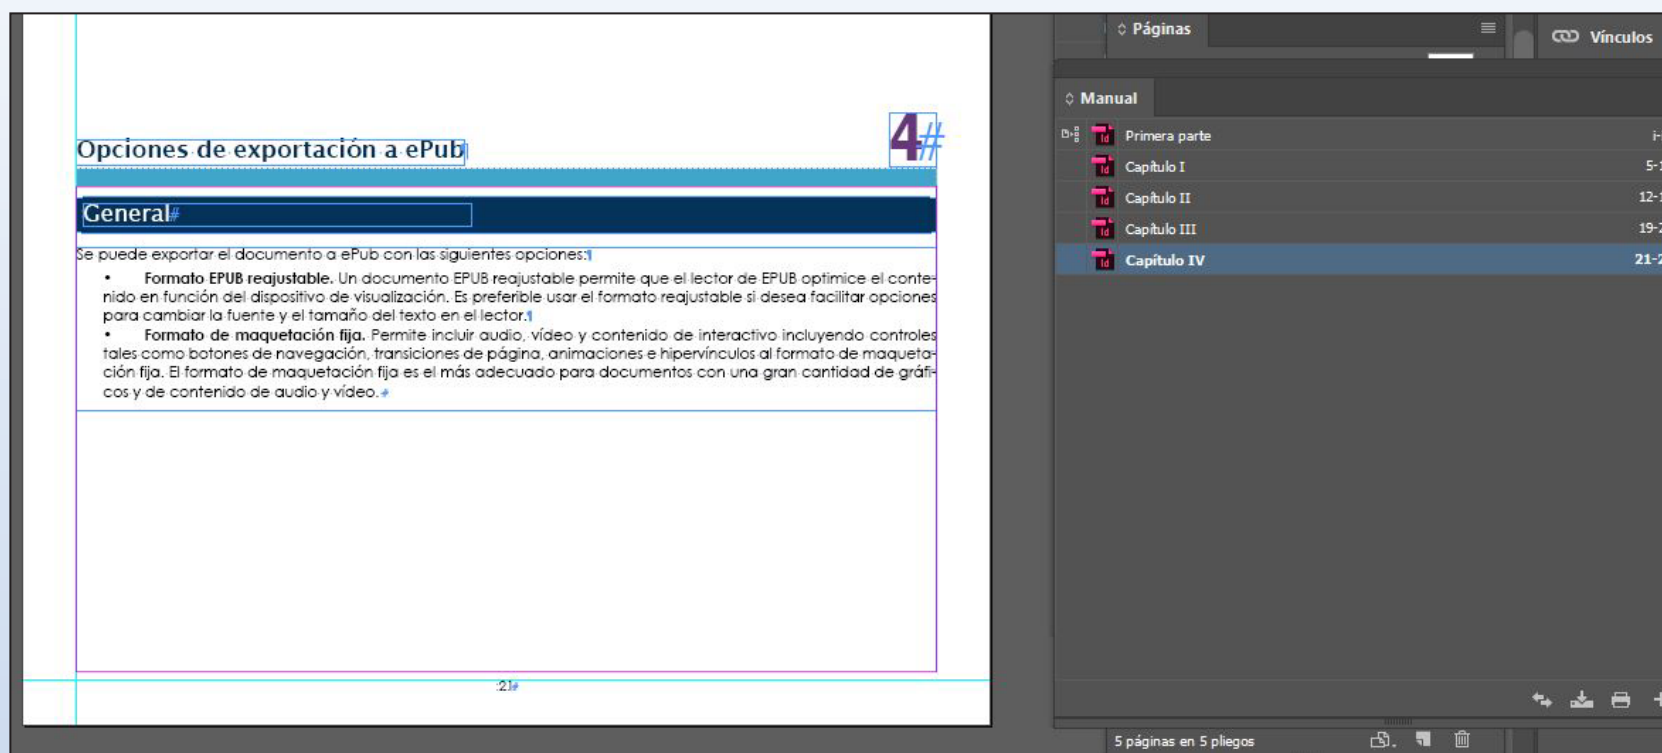 Opciones de exportación a ePub¶
4#
General#
Se puede exportar el documento a ePub con las siguientes opciones:¶
• Formato EPUB reajustable. Un documento EPUB reajustable permite que el lector de EPUB optimice el conte-
nido en función del dispositivo de visualización. Es preferible usar el formato reajustable si desea facilitar opciones
para cambiar la fuente y el tamaño del texto en el lector.¶
• Formato de maquetación fija. Permite incluir audio, vídeo y contenido de interactivo incluyendo controles
tales como botones de navegación, transiciones de página, animaciones e hipervínculos al formato de maqueta-
ción fija. El formato de maquetación fija es el más adecuado para documentos con una gran cantidad de gráfi-
cos y de contenido de audio y vídeo.#
21#
Páginas
Vínculos
Manual
Primera parte
Capítulo I
Capítulo II
Capítulo III
Capítulo IV
5 páginas en 5 pliegos